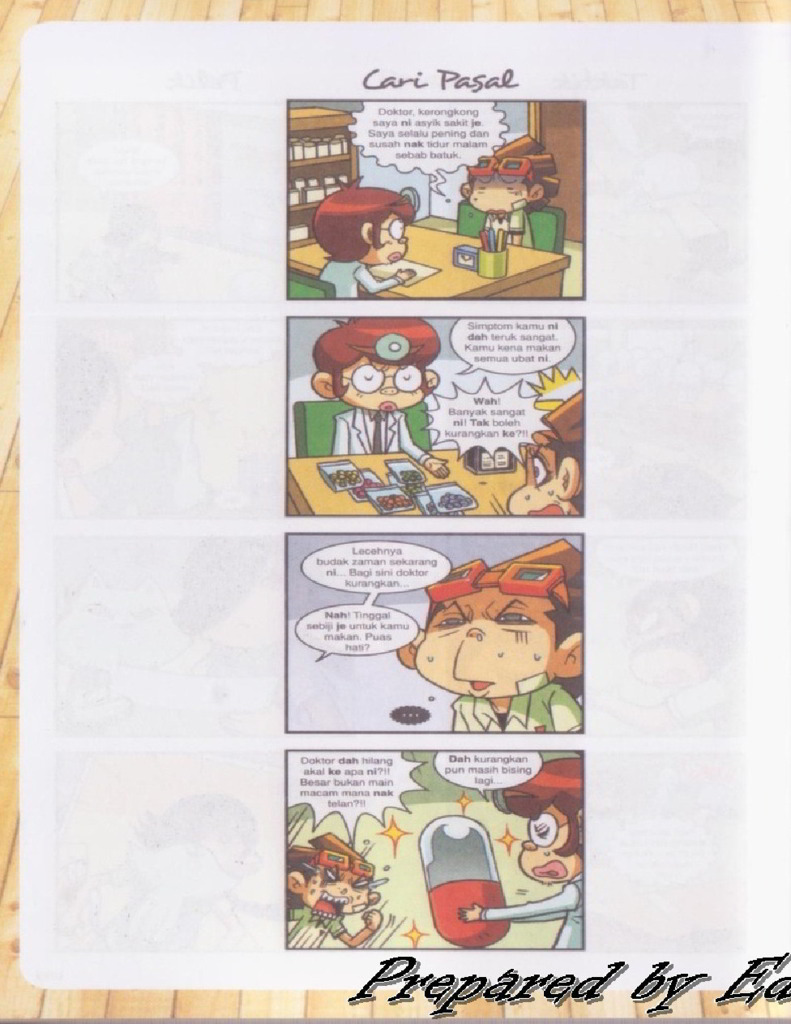 Cari Pasal
Doktor, kerongkong
saya ni asyik sakit je.
Saya selalu pening dan
susah nak tidur malam
sebab batuk.
Simptom kamu ni
dah teruk sangat.
Kamu kena makan
semua ubat ni.
Wah!
Banyak sangat
ni! Tak boleh
kurangkan ke?!!
Lecehnya
budak zaman sekarang
ni... Bagi sini doktor
kurangkan...
Nah! Tinggal
sebiji je untuk kamu
makan. Puas
hati?
...
Doktor dah hilang
akal ke apa ni?!!
Besar bukan main
macam mana nak
telan?!!
Dah kurangkan
pun masih bising
lagi...
Prepared by Ed